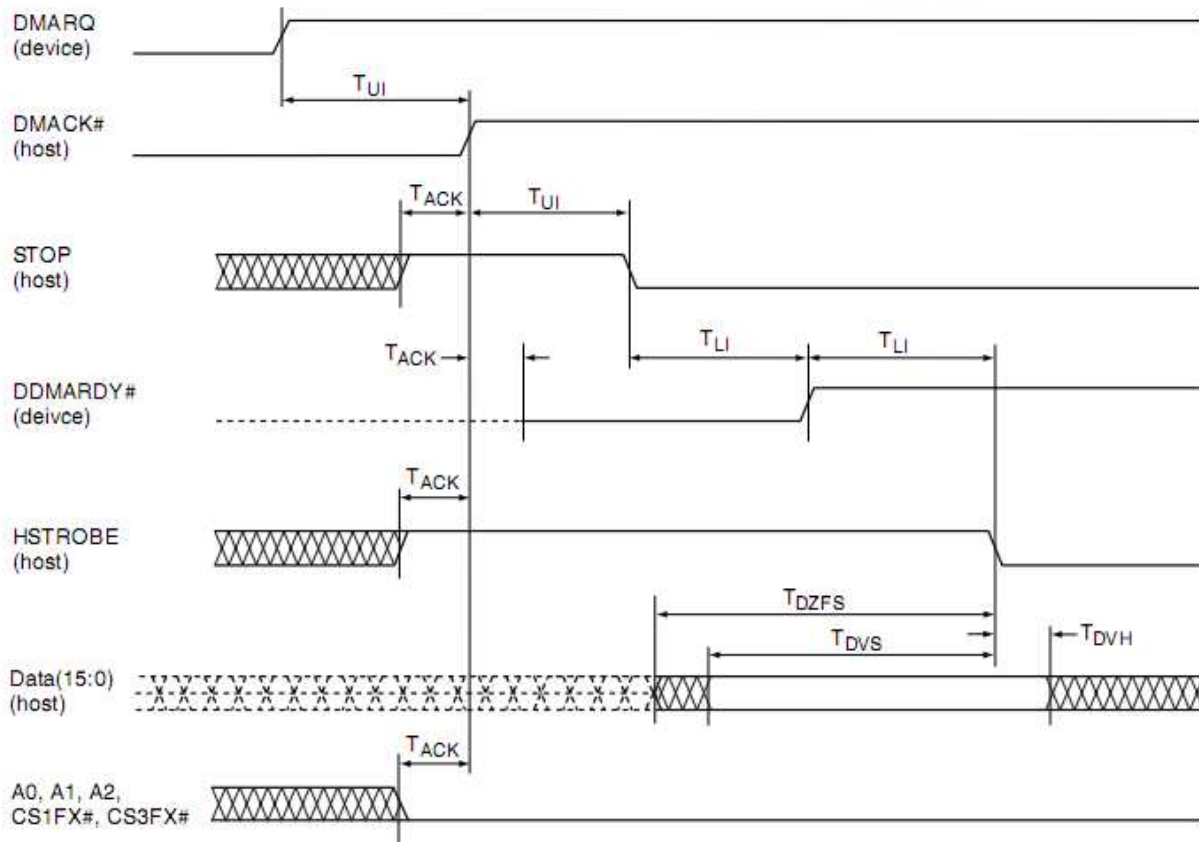 DMARQ
(device)
TUI
DMACK#
(host)
TACK
TUI
STOP
(host)
TACK
TLI
TLI
DDMARDY#
(deivce)
TACK
HSTROBE
(host)
TDZFS
TDVS
TDVH
Data(15:0)
(host)
TACK
A0, A1, A2,
CS1FX#, CS3FX#